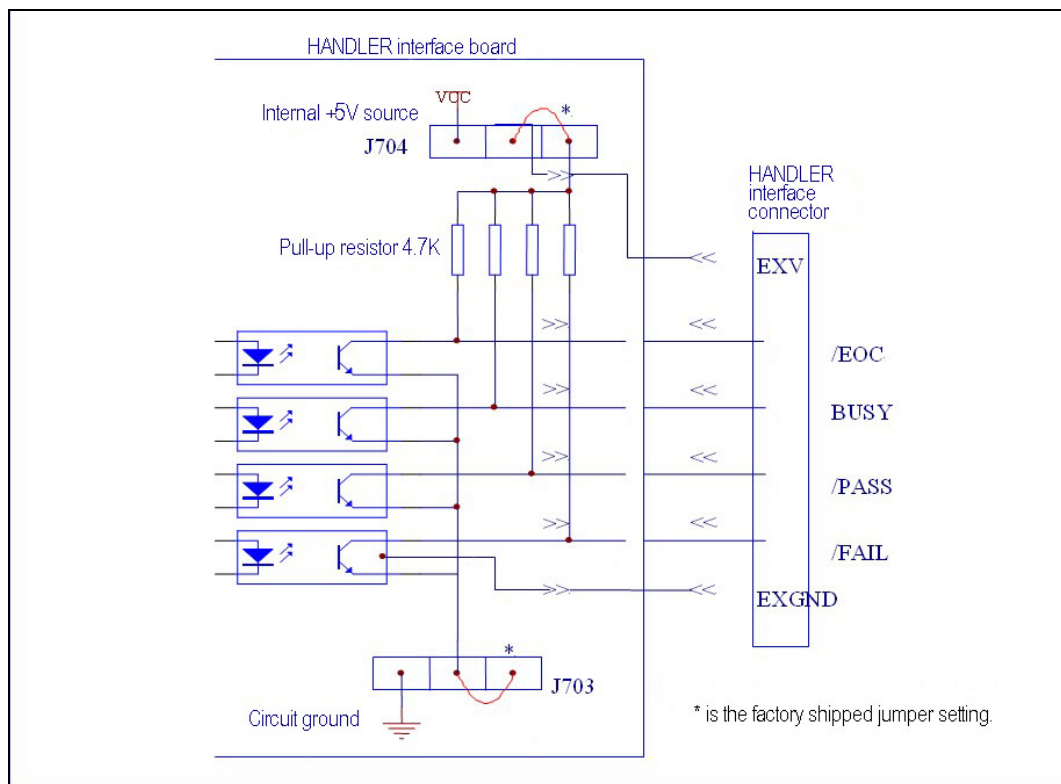 HANDLER interface board
VCC
Internal +5V source
*
J704
HANDLER
interface
connector
Pull-up resistor 4.7K
EXV
/EOC
BUSY
/PASS
/FAIL
EXGND
*
J703
Circuit ground
* is the factory shipped jumper setting.